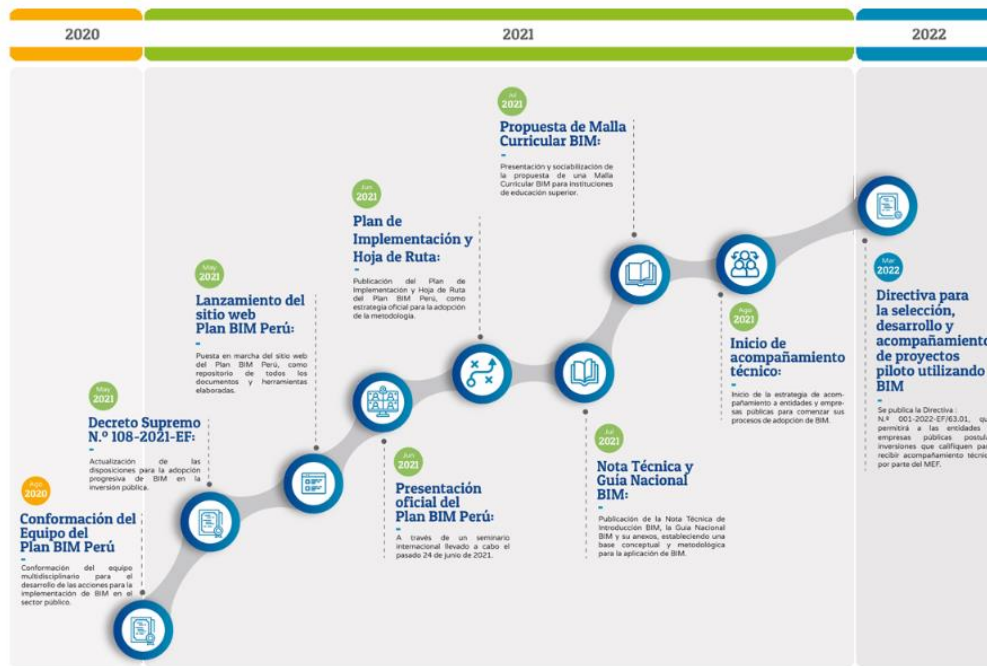 2020
2021
2022
Ago
2020
Conformación del
Equipo del
Plan BIM Perú
Conformación del equipo
multidisciplinario para el
desarrollo de las acciones para la
implementación de BIM en el
sector público.
May
2021
Decreto Supremo
N.º 108-2021-EF:
Actualización de las
disposiciones para la adopción
progresiva de BIM en la
inversión pública.
May
2021
Lanzamiento del
sitio web
Plan BIM Perú:
Puesta en marcha del sitio web
del Plan BIM Perú, como
repositorio de todos los
documentos y herramientas
elaboradas.
Jun
2021
Presentación
oficial del
Plan BIM Perú:
A través de un seminario
internacional llevado a cabo el
pasado 24 de junio de 2021.
Jun
2021
Plan de
Implementación y
Hoja de Ruta:
Publicación del Plan de
Implementación y Hoja de Ruta
del Plan BIM Perú, como
estrategia oficial para la adopción
de la metodología.
Jul
2021
Nota Técnica y
Guía Nacional
BIM:
Publicación de la Nota Técnica de
Introducción BIM, la Guía Nacional
BIM y su anexos, estableciendo una
base conceptual y metodológica
para la aplicación de BIM.
Jul
2021
Propuesta de Malla
Curricular BIM:
Presentación y sociabilización de
la propuesta de una Malla
Curricular BIM para instituciones
de educación superior.
Ago
2021
Inicio de
acompañamiento
técnico:
Inicio de la estrategia de acom-
pañamiento a entidades y empre-
sas públicas para comenzar sus
procesos de adopción de BIM.
Mar
2022
Directiva para
la selección,
desarrollo y
acompañamiento
de proyectos
piloto utilizando
BIM
Se publica la Directiva :
N.º 001-2022-EF/63.01, qu
permitirá a las entidades
empresas públicas postula
inversiones que califiquen par
recibir acompañamiento técnic
por parte del MEF.